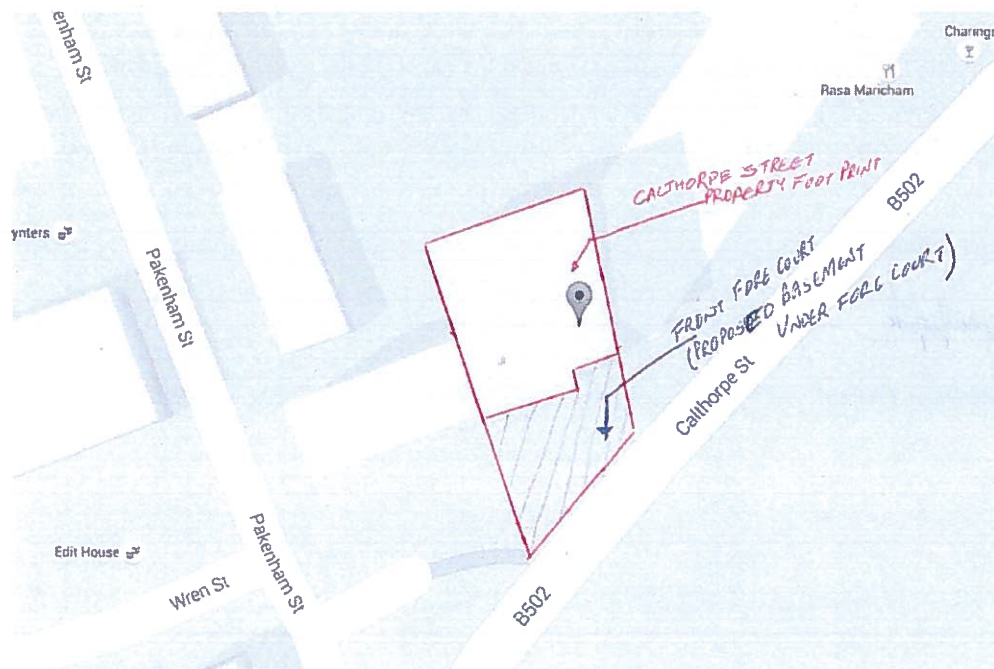 enham St
Charing
Rasa Maricham
CALTHORPE STREET
PROPERTY FOOT PRINT
B502
ynters
Pakenham St
FRONT FORE COURT
(PROPOSED BASEMENT
UNDER FORE COURT)
Calthorpe St
Pakenham St
Edit House
Wren St
B502